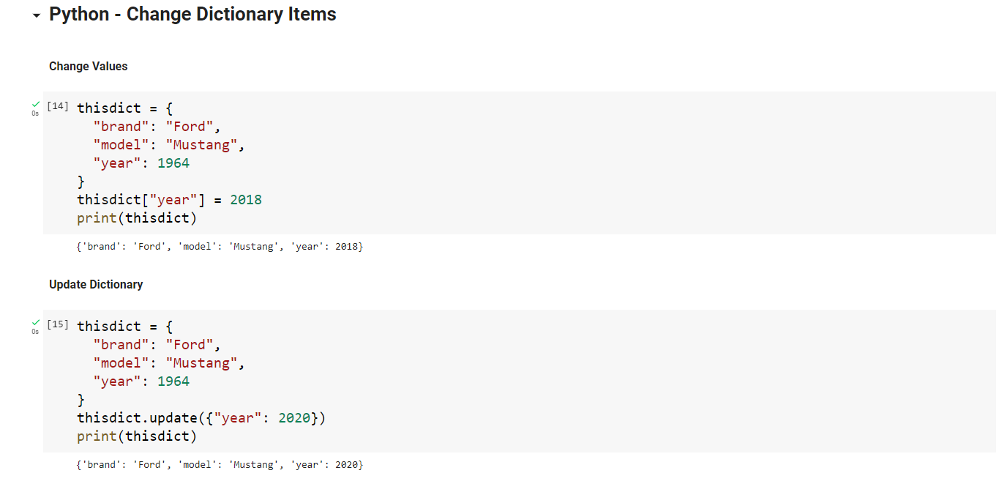 Python - Change Dictionary Items
Change Values
0s
[14] thisdict = {
  "brand": "Ford",
  "model": "Mustang",
  "year": 1964
}
thisdict["year"] = 2018
print(thisdict)
{'brand': 'Ford', 'model': 'Mustang', 'year': 2018}
Update Dictionary
0s
[15] thisdict = {
  "brand": "Ford",
  "model": "Mustang",
  "year": 1964
}
thisdict.update({"year": 2020})
print(thisdict)
{'brand': 'Ford', 'model': 'Mustang', 'year': 2020}